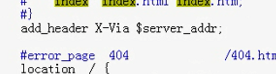 #    index  index.html index.htm;
#}
add_header X-Via $server_addr;
#error_page  404              /404.htm
location  / {